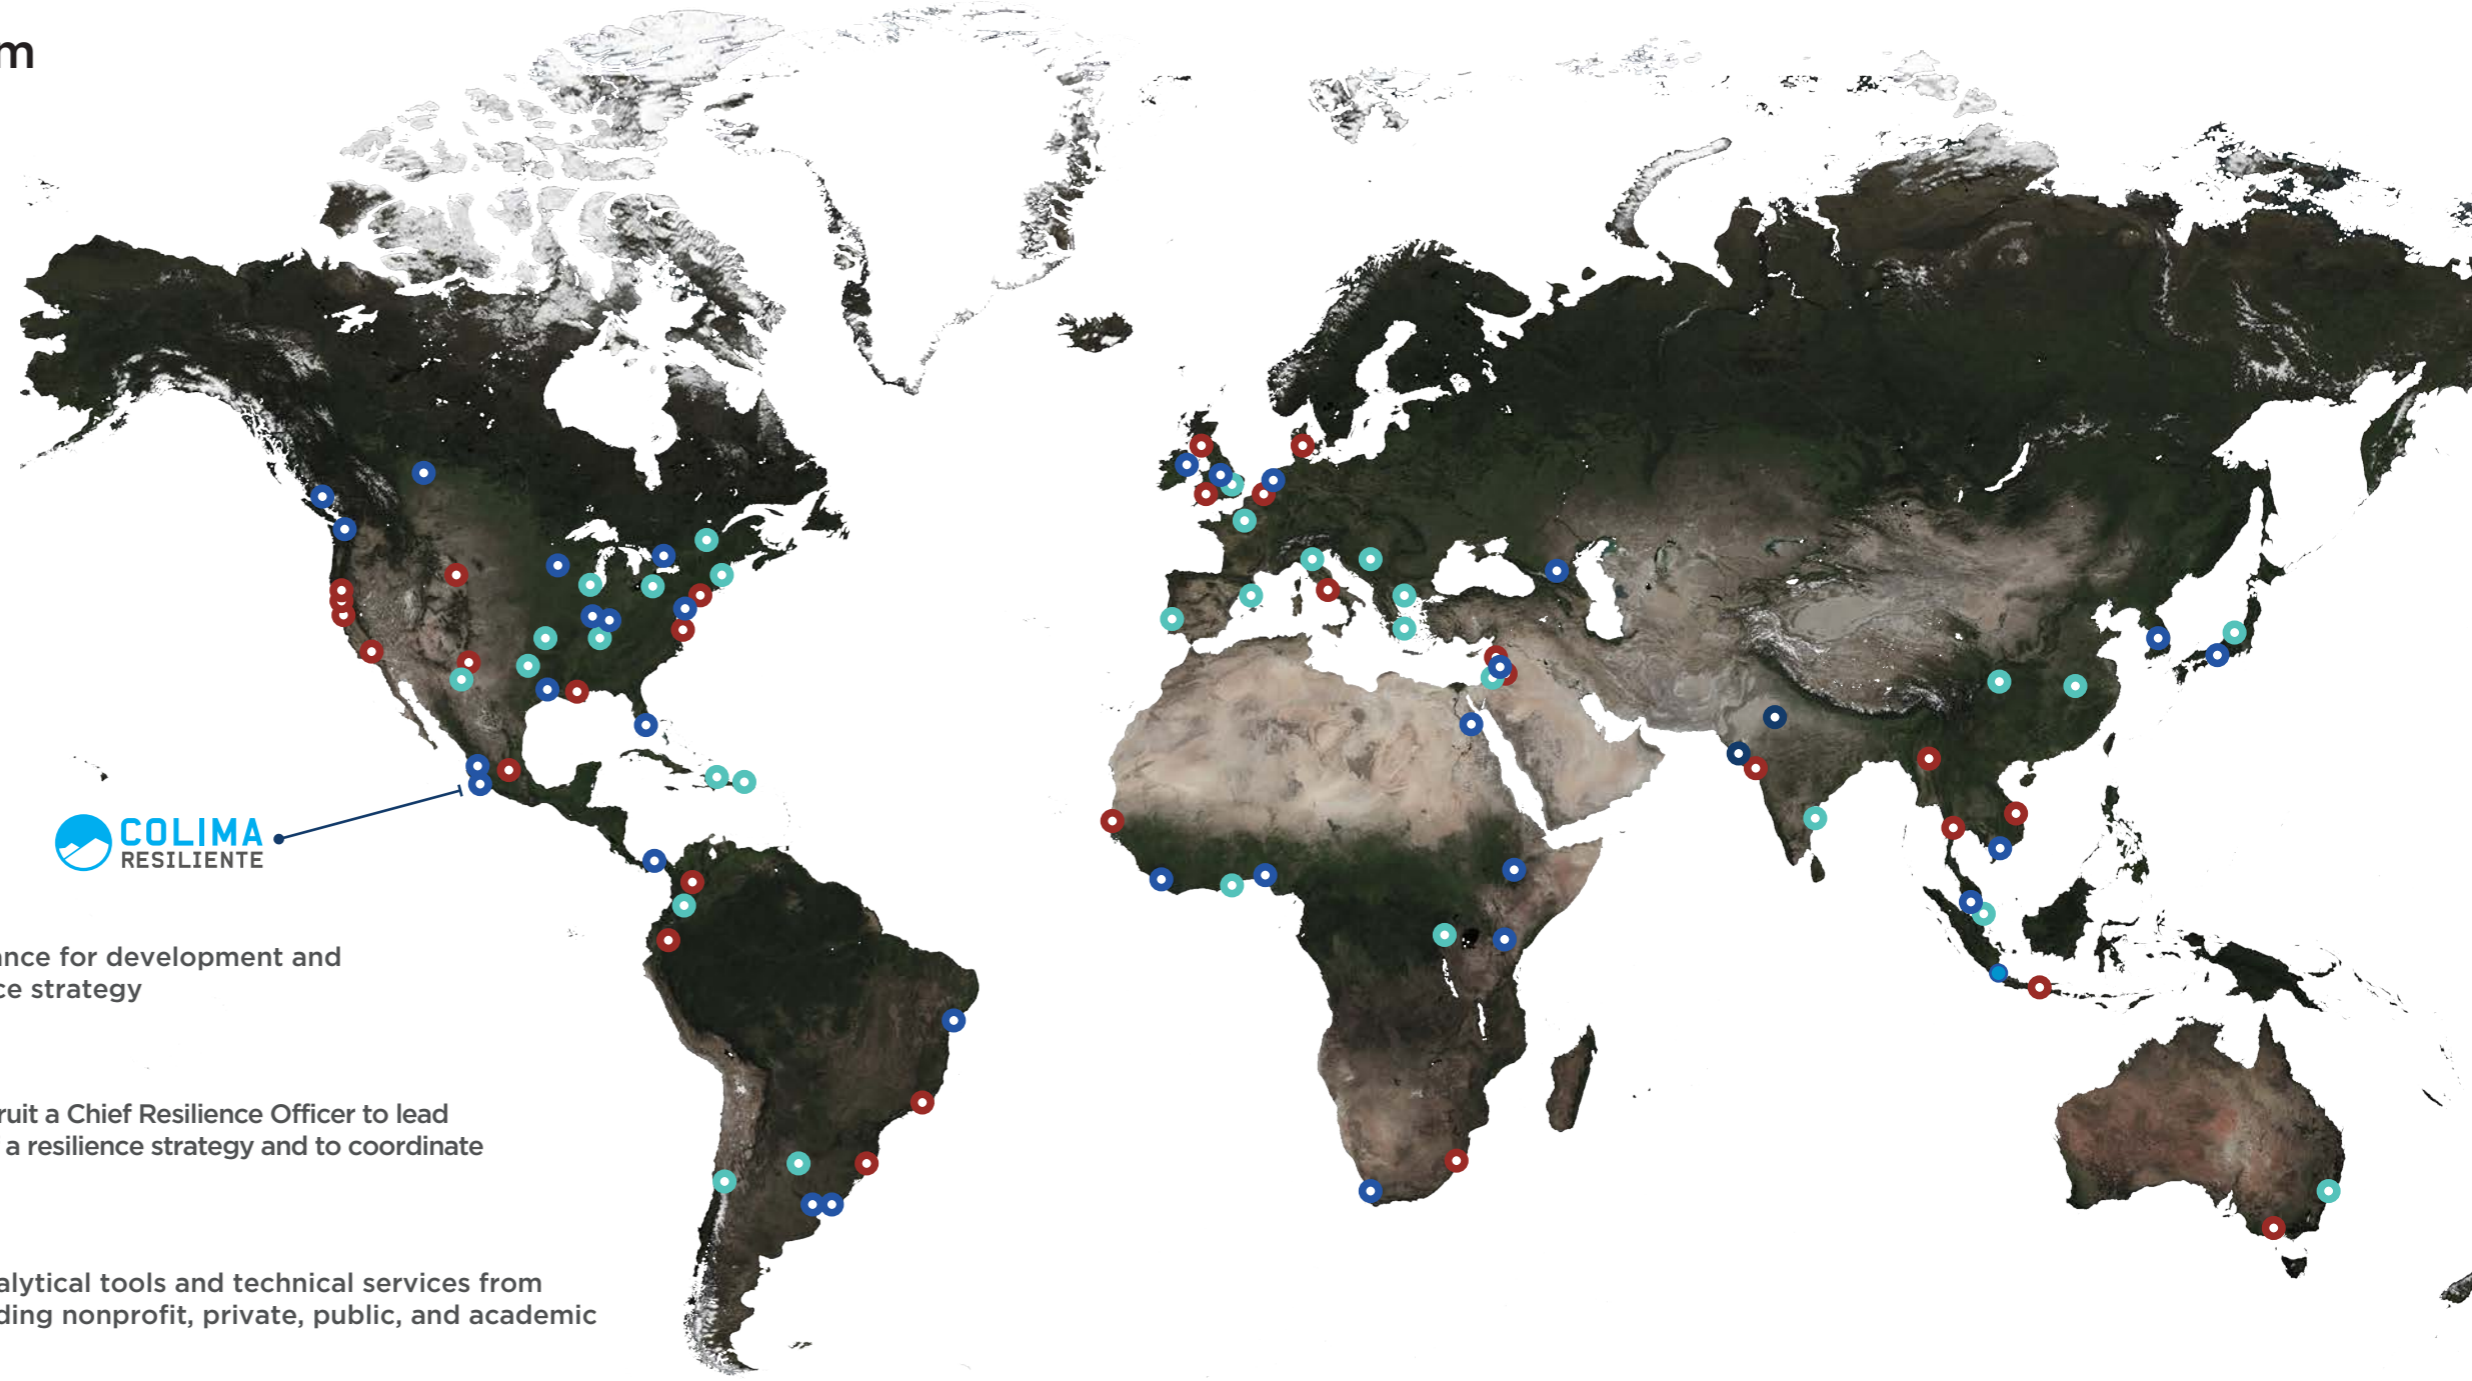 m
COLIMA
RESILIENTE
ance for development and
ce strategy
ruit a Chief Resilience Officer to lead
a resilience strategy and to coordinate
alytical tools and technical services from
ding nonprofit, private, public, and academic